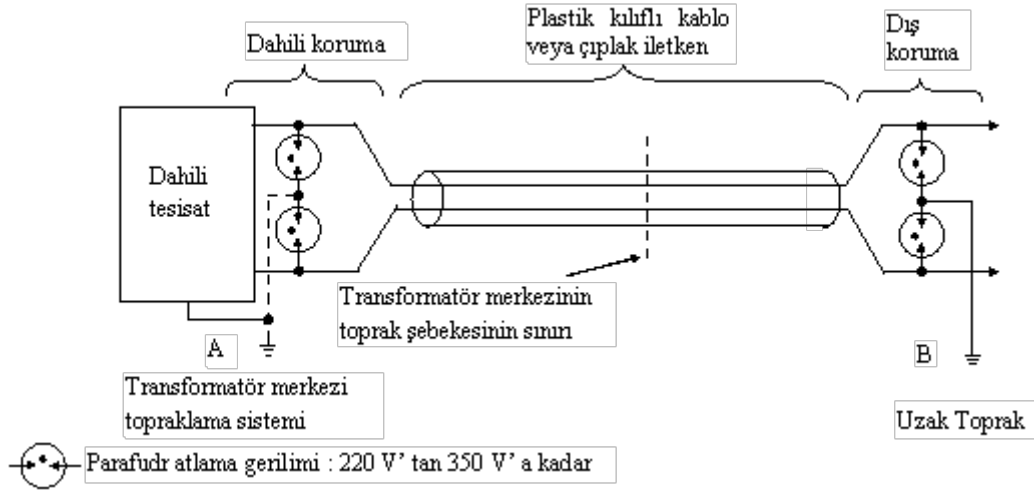 Dahili koruma
Plastik kılıflı kablo
veya çıplak iletken
Dış
koruma
Dahili
tesisat
Transformatör merkezinin
toprak şebekesinin sınırı
A
B
Transformatör merkezi
topraklama sistemi
Uzak Toprak
Parafudr atlama gerilimi : 220 V' tan 350 V' a kadar